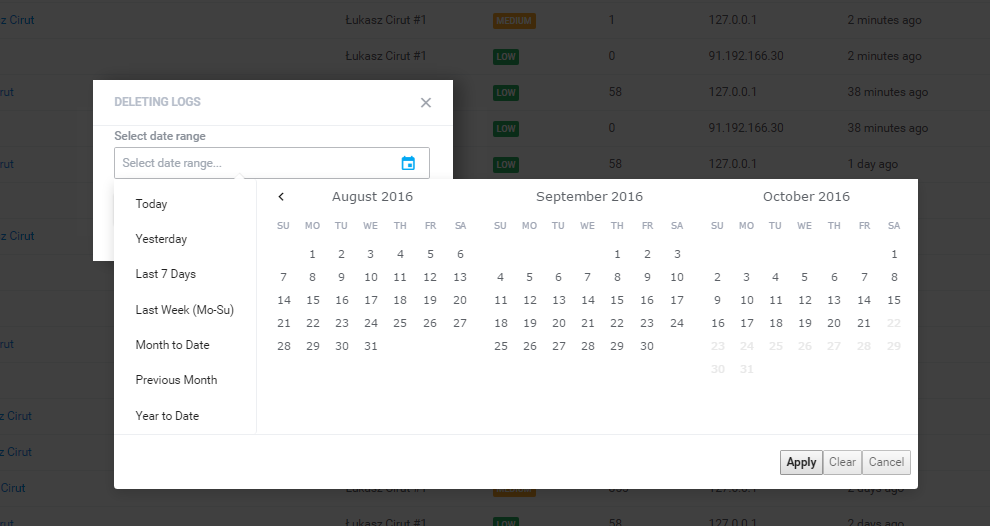 z Cirut Łukasz Cirut #1 MEDIUM 1 127.0.0.1 2 minutes ago
Łukasz Cirut #1 LOW 0 91.192.166.30 2 minutes ago
rut LOW 58 127.0.0.1 38 minutes ago
DELETING LOGS
LOW 0 91.192.166.30 38 minutes ago
Select date range
rut Select date range... LOW 58 127.0.0.1 1 day ago
August 2016 September 2016 October 2016
Today
SU MO TU WE TH FR SA SU MO TU WE TH FR SA SU MO TU WE TH FR SA
z Cirut Yesterday
1 2 3 4 5 6 1 2 3 1
Last 7 Days 7 8 9 10 11 12 13 4 5 6 7 8 9 10 2 3 4 5 6 7 8
14 15 16 17 18 19 20 11 12 13 14 15 16 17 9 10 11 12 13 14 15
Last Week (Mo-Su)
21 22 23 24 25 26 27 18 19 20 21 22 23 24 16 17 18 19 20 21 22
rut Month to Date 28 29 30 31 25 26 27 28 29 30 23 24 25 26 27 28 29
30 31
Previous Month
z Cirut Year to Date
z Cirut
Apply Clear Cancel
Cirut Łukasz Cirut #1 MEDIUM 127.0.0.1 2 days ago
Łukasz Cirut #1 LOW 58 127.0.0.1 2 days ago